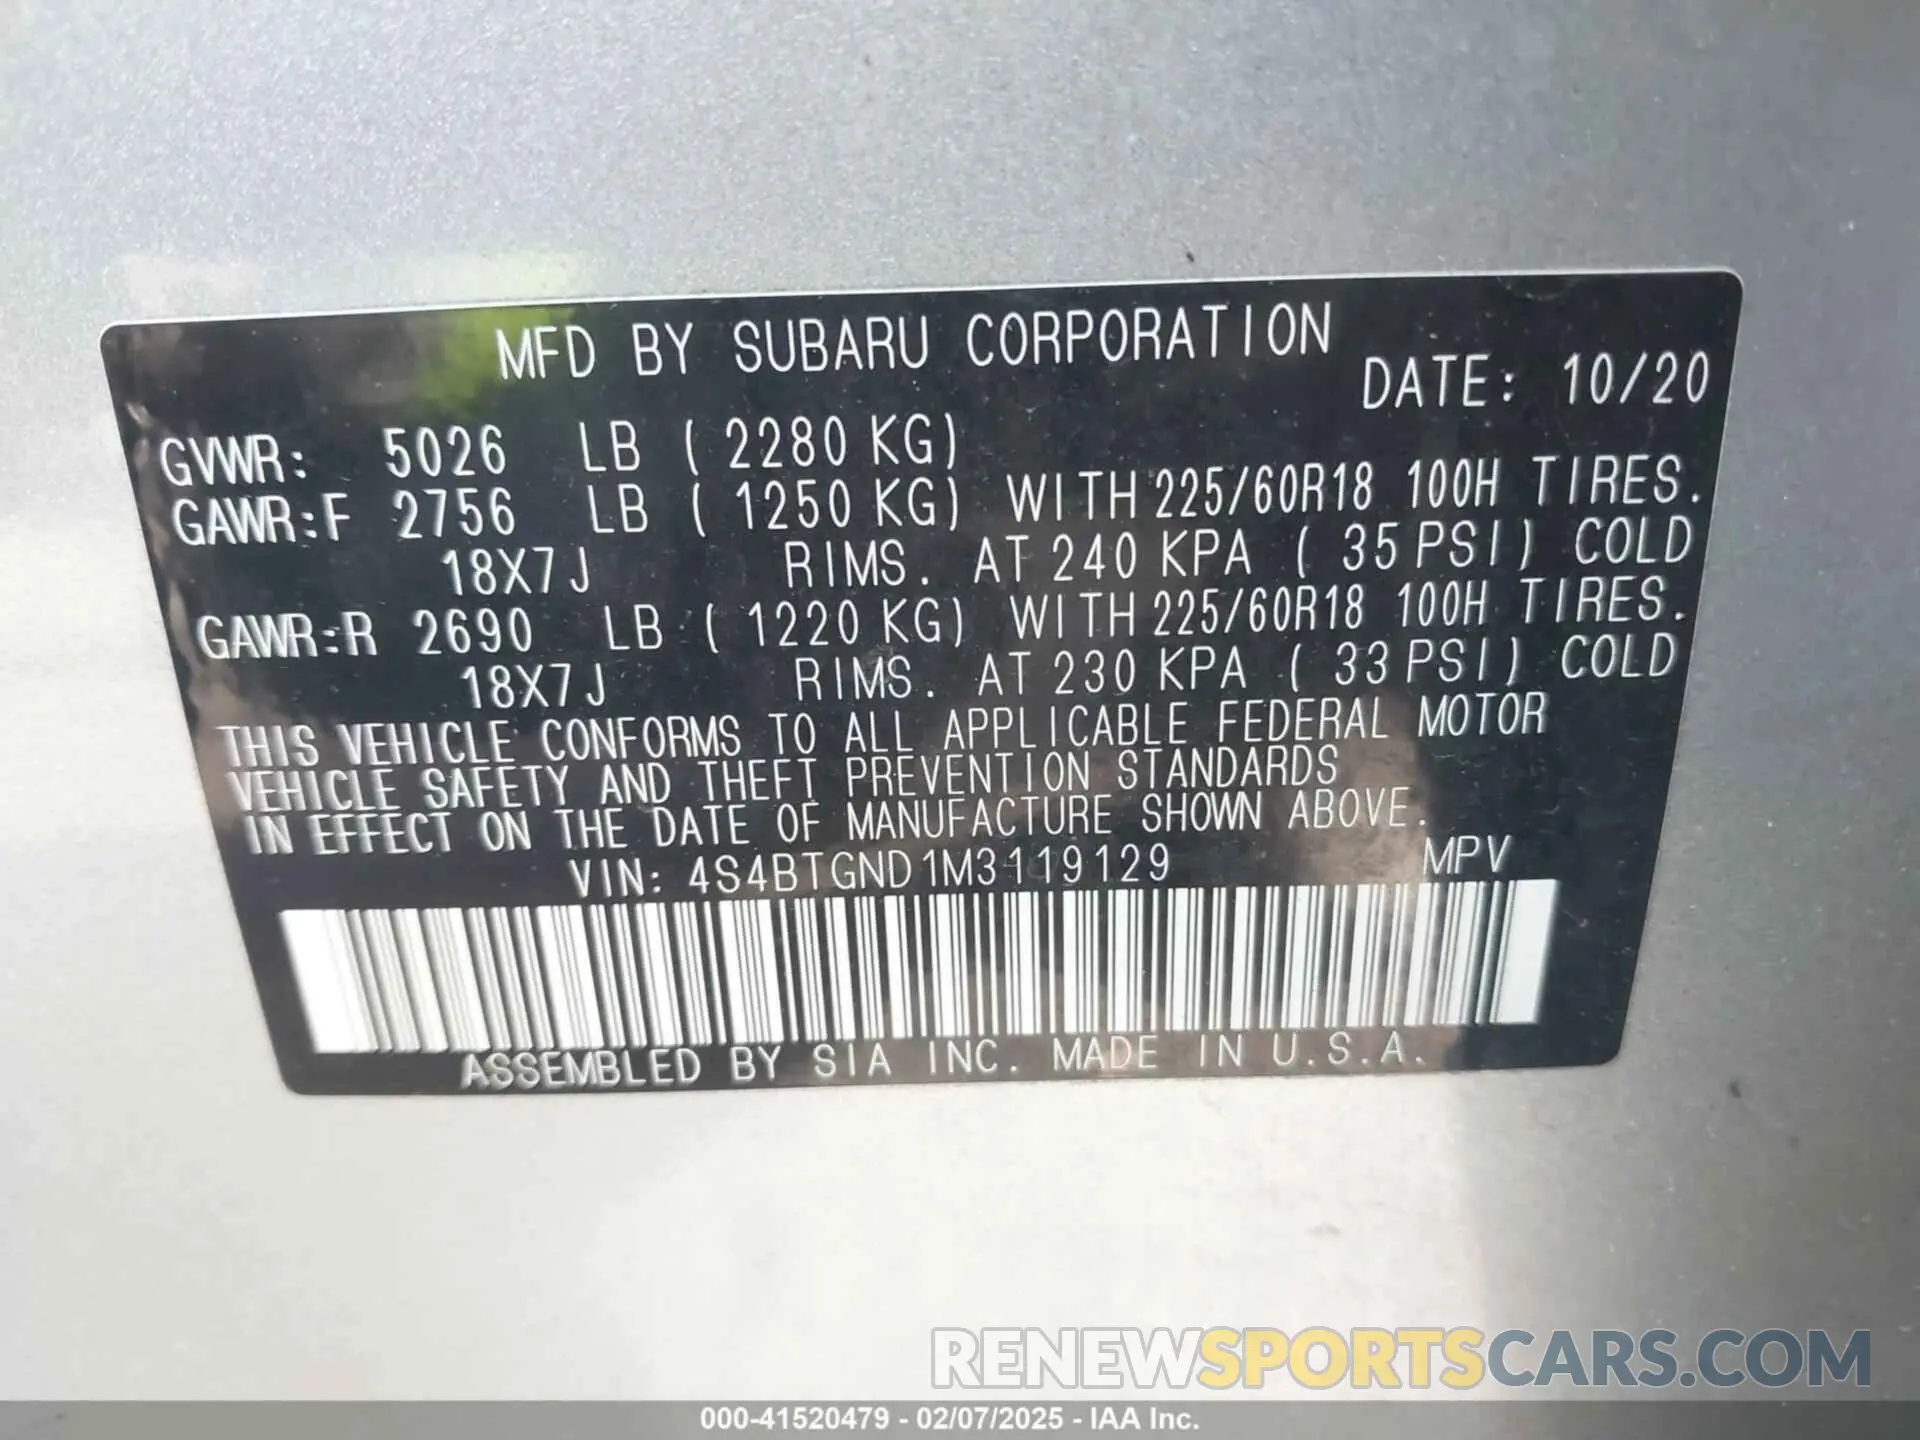 MFD BY SUBARU CORPORATION
DATE: 10/20
GVWR: 5026 LB ( 2280 KG)
GAWR:F 2756 LB ( 1250 KG) WITH 225/60R18 100H TIRES.
18X7J RIMS. AT 240 KPA ( 35 PSI) COLD
GAWR:R 2690 LB ( 1220 KG) WITH 225/60R18 100H TIRES.
18X7J RIMS. AT 230 KPA ( 33 PSI) COLD
THIS VEHICLE CONFORMS TO ALL APPLICABLE FEDERAL MOTOR
VEHICLE SAFETY AND THEFT PREVENTION STANDARDS
IN EFFECT ON THE DATE OF MANUFACTURE SHOWN ABOVE.
VIN: 4S4BTGND1M3119129 MPV
ASSEMBLED BY SIA INC. MADE IN U.S.A.
RENEWSPORTSCARS.COM
000-41520479 - 02/07/2025 - IAA Inc.